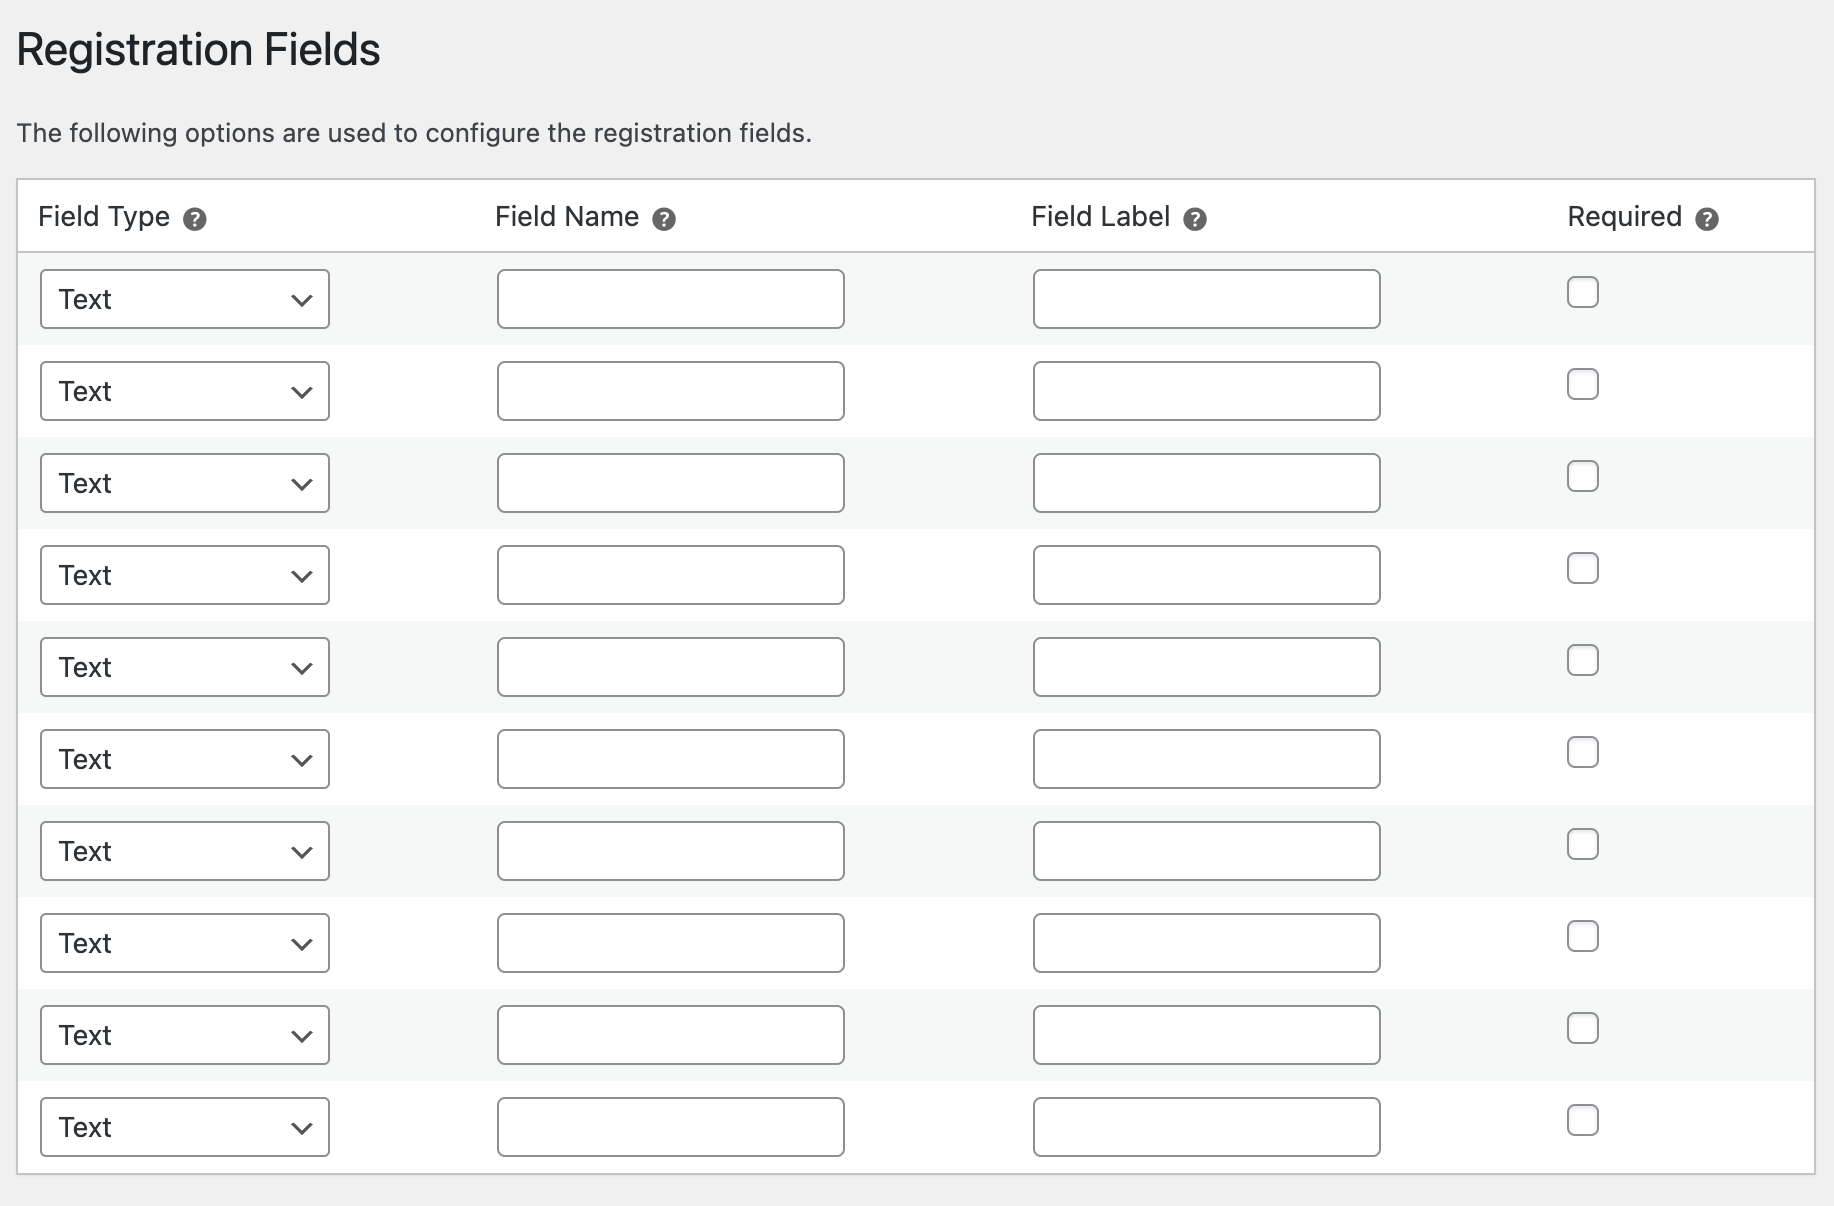 Registration Fields
The following options are used to configure the registration fields.
Field Type ? Field Name ? Field Label ? Required ?
Text
Text
Text
Text
Text
Text
Text
Text
Text
Text